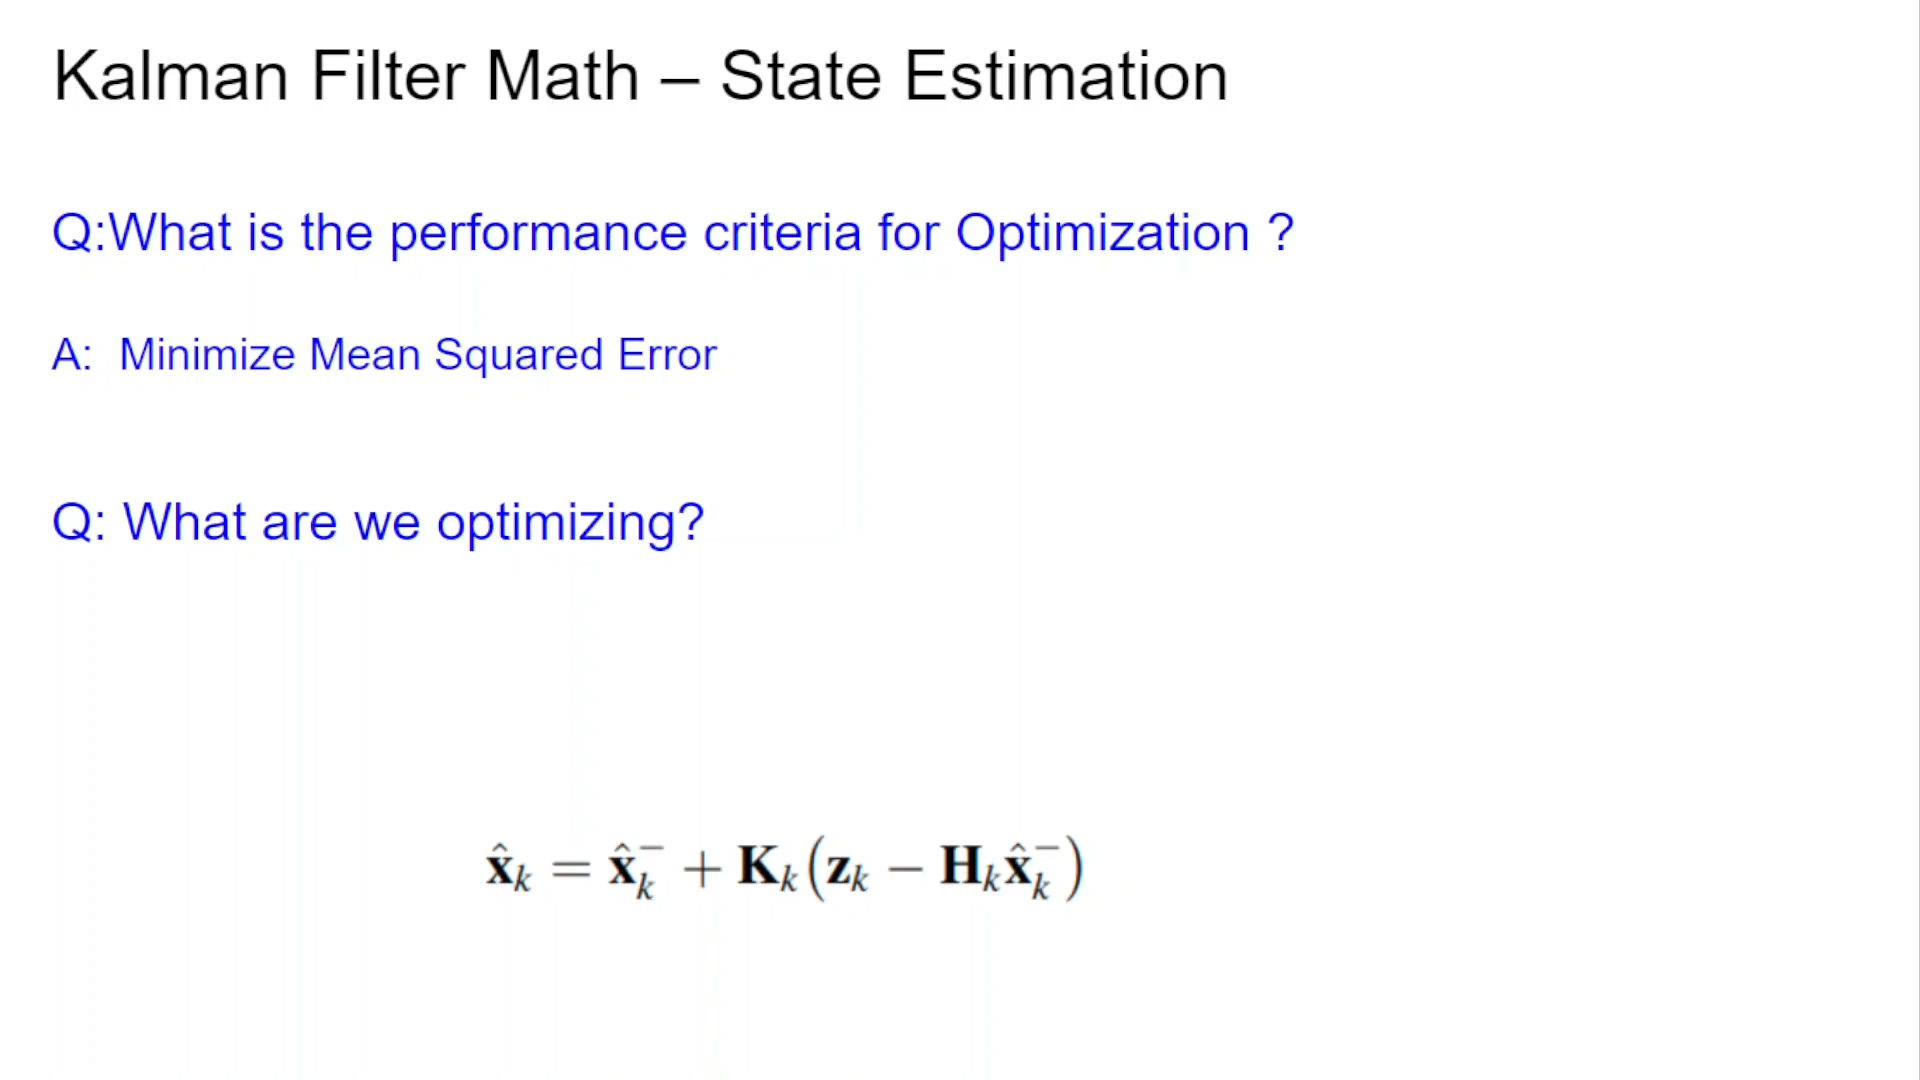 Kalman Filter Math – State Estimation
Q:What is the performance criteria for Optimization ?
A: Minimize Mean Squared Error
Q: What are we optimizing?
x̂ₖ = x̂ₖ⁻ + Kₖ(zₖ − Hₖx̂ₖ⁻)